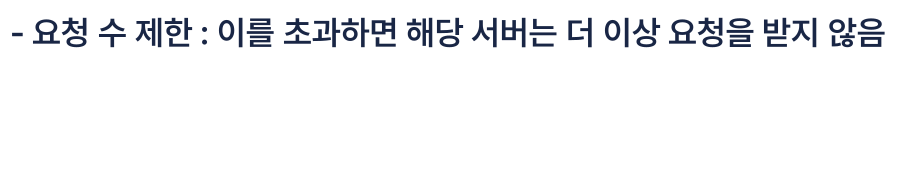 - 요청 수 제한 : 이를 초과하면 해당 서버는 더 이상 요청을 받지 않음